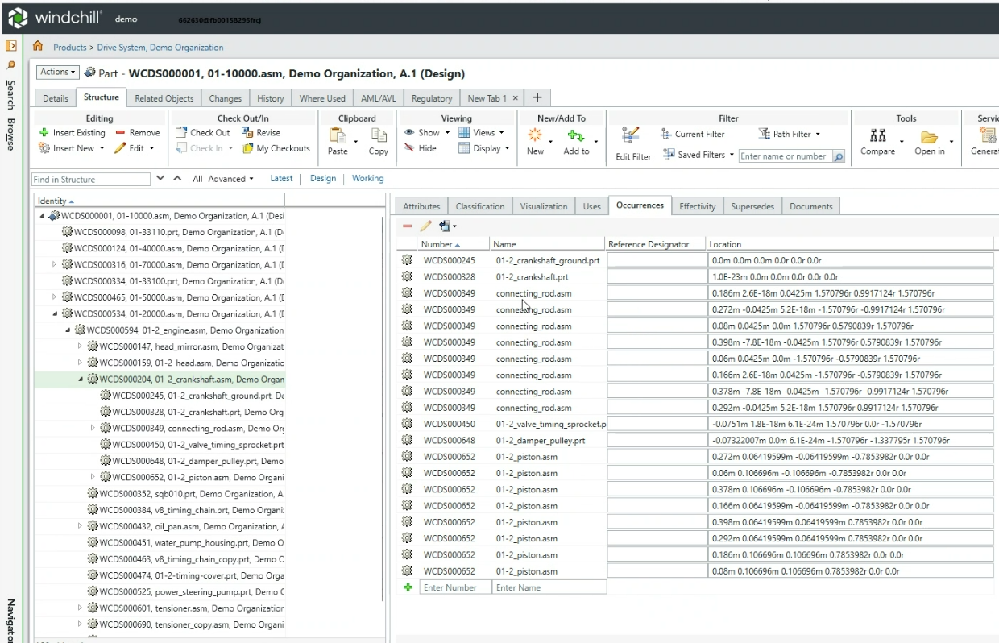 windchill demo 662630@fb00158295frcj
Products > Drive System, Demo Organization
Actions Part - WCDS000001, 01-10000.asm, Demo Organization, A.1 (Design)
Details Structure Related Objects Changes History Where Used AML/AVL Regulatory New Tab 1 × +
Editing Check Out/In Clipboard Viewing New/Add To Filter Tools Servic
Insert Existing Remove Check Out Revise Show Views Current Filter Path Filter
Insert New Edit Check In My Checkouts Paste Copy Hide Display New Add to Edit Filter Saved Filters Enter name or number Compare Open in Generat
Search | Browse
Find in Structure All Advanced Latest | Design | Working
Identity
WCDS000001, 01-10000.asm, Demo Organization, A.1 (Desi
WCDS000098, 01-33110.prt, Demo Organization, A.1 (De
WCDS000124, 01-40000.asm, Demo Organization, A.1 (D
WCDS000316, 01-70000.asm, Demo Organization, A.1 (D
WCDS000334, 01-33100.prt, Demo Organization, A.1 (De
WCDS000465, 01-50000.asm, Demo Organization, A.1 (D
WCDS000534, 01-20000.asm, Demo Organization, A.1 (D
WCDS000594, 01-2_engine.asm, Demo Organization
WCDS000147, head_mirror.asm, Demo Organizat
WCDS000159, 01-2_head.asm, Demo Organizatio
WCDS000204, 01-2_crankshaft.asm, Demo Organ
WCDS000245, 01-2_crankshaft_ground.prt, De
WCDS000328, 01-2_crankshaft.prt, Demo Org
WCDS000349, connecting_rod.asm, Demo Org
WCDS000450, 01-2_valve_timing_sprocket.prt
WCDS000648, 01-2_damper_pulley.prt, Demo
WCDS000652, 01-2_piston.asm, Demo Organi
WCDS000352, sqb010.prt, Demo Organization, A.
WCDS000384, v8_timing_chain.prt, Demo Organiz
WCDS000432, oil_pan.asm, Demo Organization, A
WCDS000451, water_pump_housing.prt, Demo O
WCDS000463, v8_timing_chain_copy.prt, Demo O
WCDS000474, 01-2-timing-cover.prt, Demo Orga
WCDS000525, power_steering_pump.prt, Demo C
WCDS000601, tensioner.asm, Demo Organization
WCDS000690, tensioner_copy.asm, Demo Organi
Navigator
Attributes Classification Visualization Uses Occurrences Effectivity Supersedes Documents
Number Name Reference Designator Location
WCDS000245 01-2_crankshaft_ground.prt 0.0m 0.0m 0.0m 0.0r 0.0r 0.0r
WCDS000328 01-2_crankshaft.prt 1.0E-23m 0.0m 0.0m 0.0r 0.0r 0.0r
WCDS000349 connecting_rod.asm 0.186m 2.6E-18m 0.0425m 1.570796r 0.9917124r 1.570796r
WCDS000349 connecting_rod.asm 0.272m -0.0425m 5.2E-18m -1.570796r -0.9917124r 1.570796r
WCDS000349 connecting_rod.asm 0.08m 0.0425m 0.0m 1.570796r 0.5790839r 1.570796r
WCDS000349 connecting_rod.asm 0.398m -7.8E-18m -0.0425m 1.570796r 0.5790839r 1.570796r
WCDS000349 connecting_rod.asm 0.06m 0.0425m 0.0m -1.570796r -0.5790839r 1.570796r
WCDS000349 connecting_rod.asm 0.166m 2.6E-18m 0.0425m -1.570796r -0.5790839r 1.570796r
WCDS000349 connecting_rod.asm 0.378m -7.8E-18m -0.0425m -1.570796r -0.9917124r 1.570796r
WCDS000349 connecting_rod.asm 0.292m -0.0425m 5.2E-18m 1.570796r 0.9917124r 1.570796r
WCDS000450 01-2_valve_timing_sprocket.p -0.0751m 1.8E-18m 6.1E-24m 1.570796r 0.0r -1.570796r
WCDS000648 01-2_damper_pulley.prt -0.07322007m 0.0m 6.1E-24m -1.570796r -1.337795r 1.570796r
WCDS000652 01-2_piston.asm 0.272m 0.06419599m -0.06419599m -0.7853982r 0.0r 0.0r
WCDS000652 01-2_piston.asm 0.06m 0.106696m -0.106696m -0.7853982r 0.0r 0.0r
WCDS000652 01-2_piston.asm 0.378m 0.106696m -0.106696m -0.7853982r 0.0r 0.0r
WCDS000652 01-2_piston.asm 0.166m 0.06419599m -0.06419599m -0.7853982r 0.0r 0.0r
WCDS000652 01-2_piston.asm 0.398m 0.06419599m 0.06419599m 0.7853982r 0.0r 0.0r
WCDS000652 01-2_piston.asm 0.292m 0.06419599m 0.06419599m 0.7853982r 0.0r 0.0r
WCDS000652 01-2_piston.asm 0.186m 0.106696m 0.106696m 0.7853982r 0.0r 0.0r
WCDS000652 01-2_piston.asm 0.08m 0.106696m 0.106696m 0.7853982r 0.0r 0.0r
Enter Number Enter Name